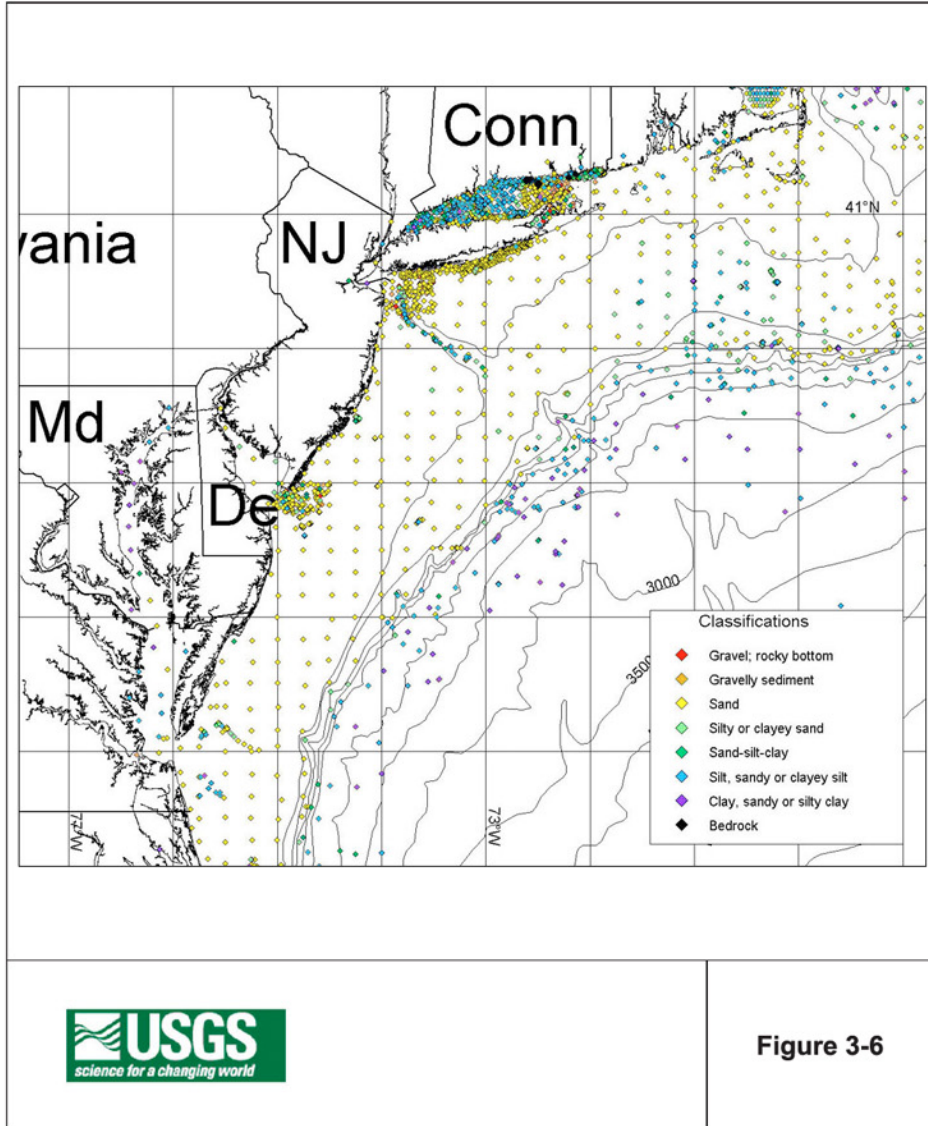 Conn
41°N
vania
NJ
Md
De
3000
3500
Classifications
Gravel; rocky bottom
Gravelly sediment
Sand
Silty or clayey sand
Sand-silt-clay
Silt, sandy or clayey silt
Clay, sandy or silty clay
Bedrock
77°W
73°W
USGS
science for a changing world
Figure 3-6